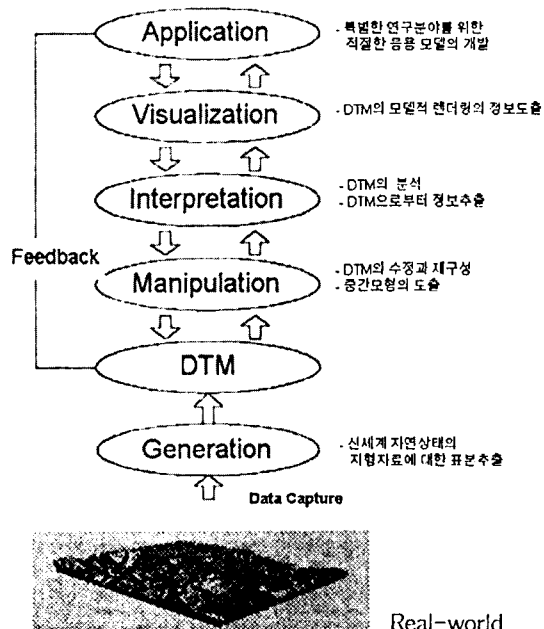 Application
- 특별한 연구분야를 위한
적절한 응용 모델의 개발
Visualization
- DTM의 모델적 렌더링의 정보도출
Interpretation
- DTM의 분석
- DTM으로부터 정보추출
Feedback
Manipulation
- DTM의 수정과 재구성
- 중간모형의 도출
DTM
Generation
- 신세계 자연상태의
지형자료에 대한 표본추출
Data Capture
Real-world